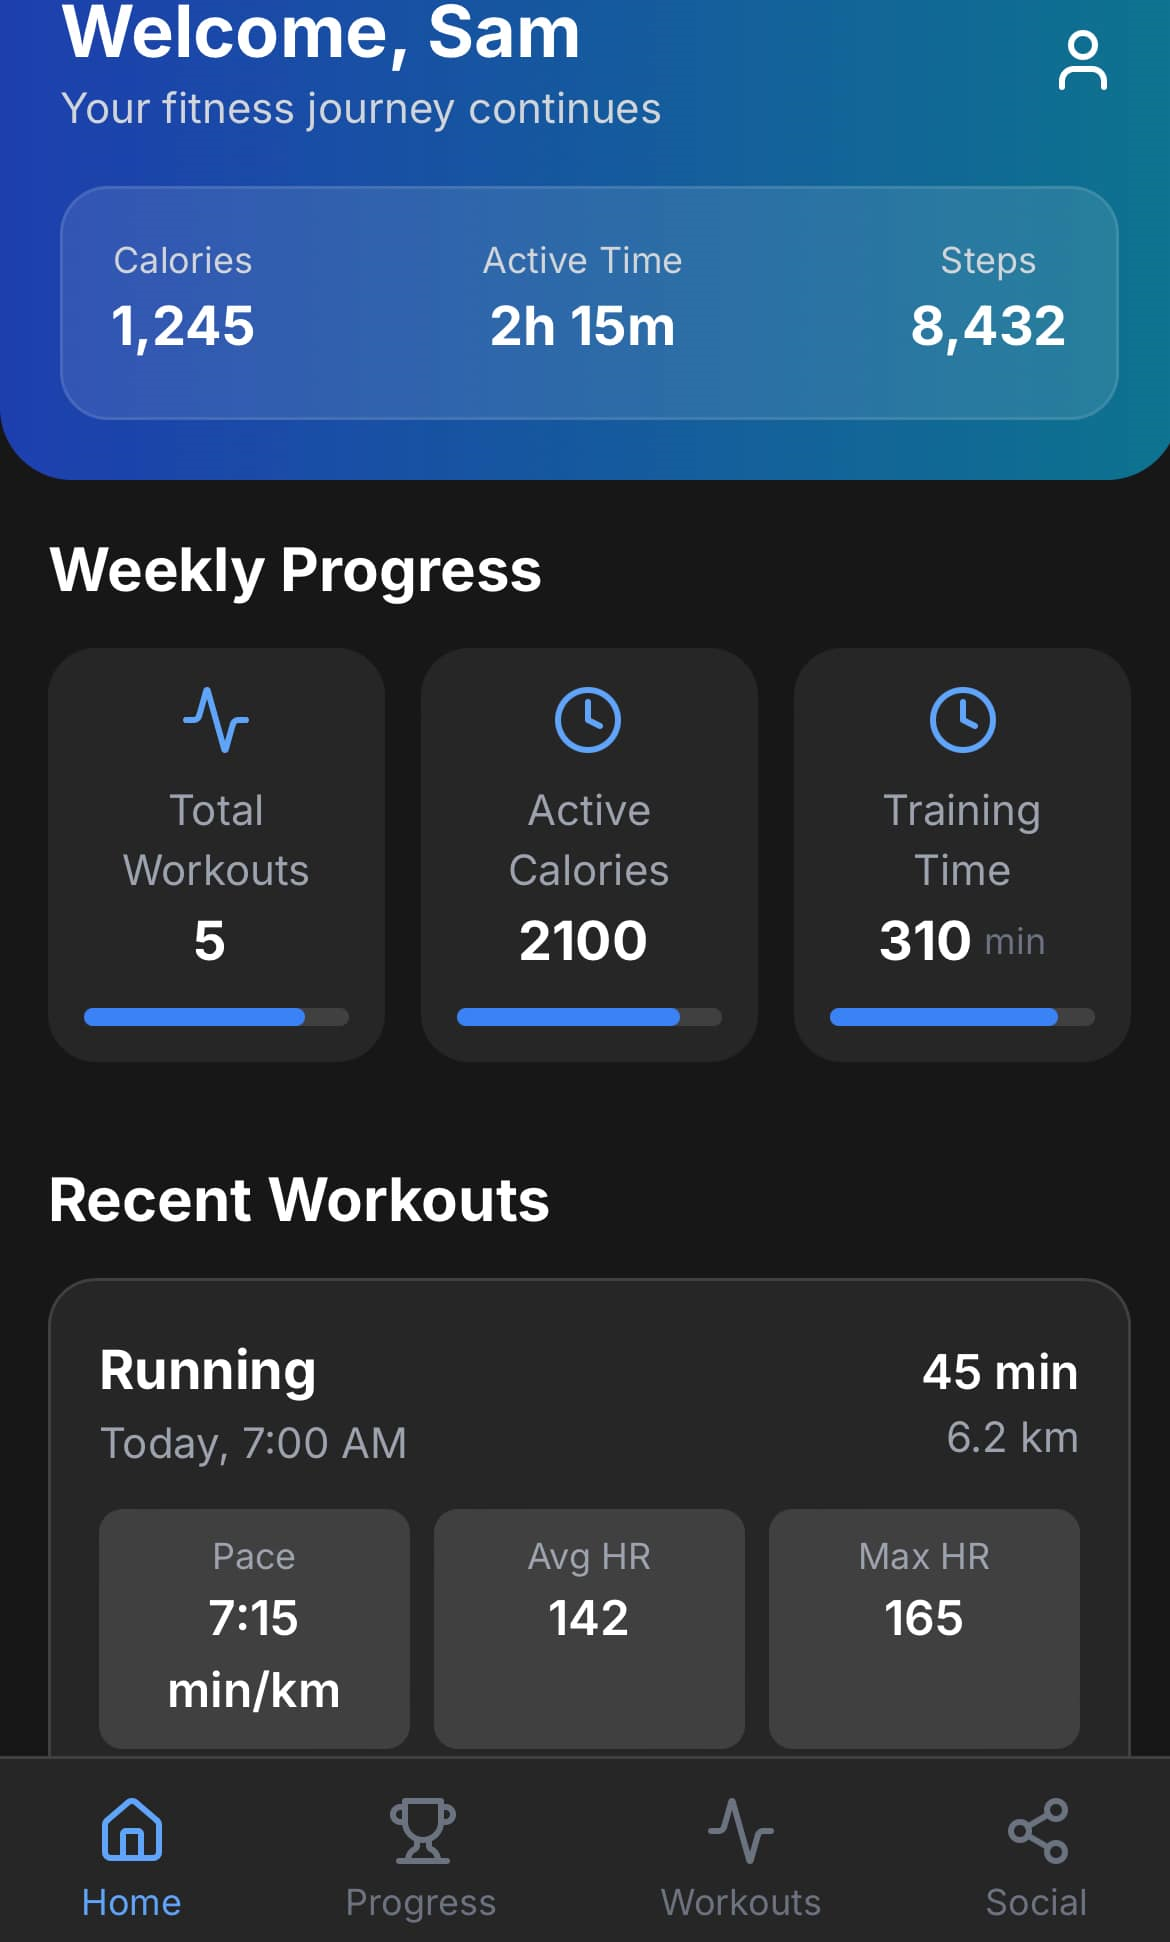 Welcome, Sam
Your fitness journey continues
Calories
1,245
Active Time
2h 15m
Steps
8,432
Weekly Progress
Total
Workouts
5
Active
Calories
2100
Training
Time
310 min
Recent Workouts
Running
Today, 7:00 AM
45 min
6.2 km
Pace
7:15
min/km
Avg HR
142
Max HR
165
Home
Progress
Workouts
Social